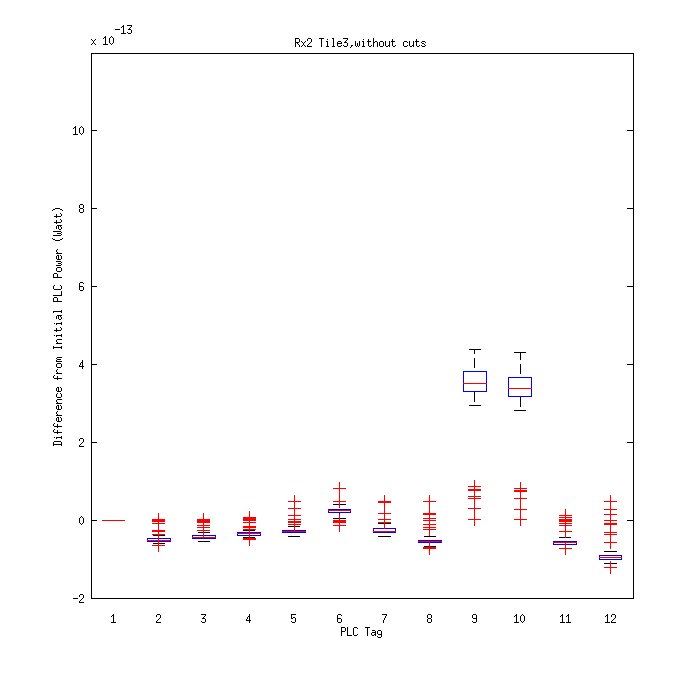 x 10-13
Rx2 Tile3,without cuts
10
8
6
4
2
0
-2
Difference from Initial PLC Power (Watt)
1 2 3 4 5 6 7 8 9 10 11 12
PLC Tag